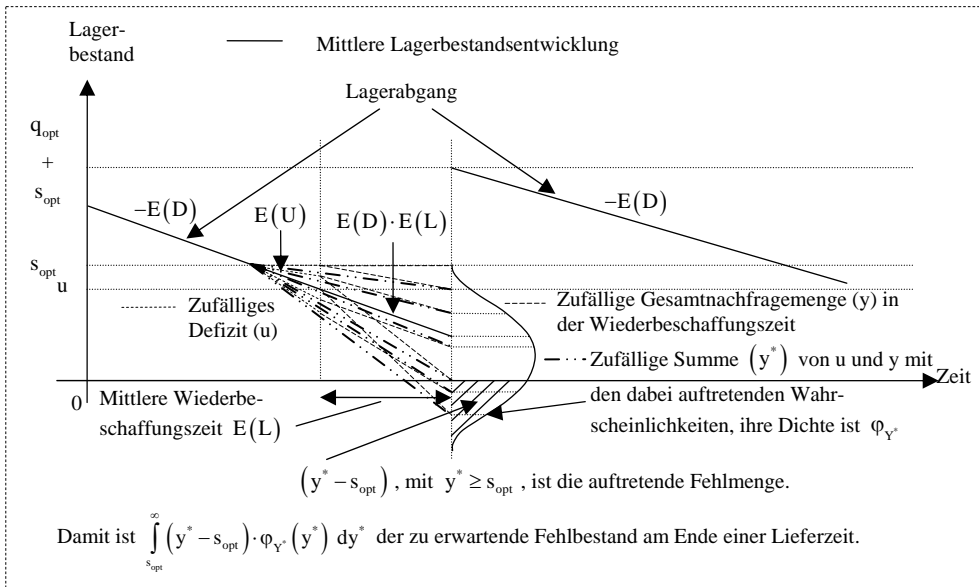 Lager-
bestand
Mittlere Lagerbestandsentwicklung
Lagerabgang
q_opt
+
s_opt
−E(D)
E(U)
E(D)·E(L)
−E(D)
s_opt
u
Zufälliges
Defizit (u)
Zufällige Gesamtnachfragemenge (y) in
der Wiederbeschaffungszeit
Zufällige Summe (y*) von u und y mit
Zeit
0
Mittlere Wiederbe-
schaffungszeit E(L)
den dabei auftretenden Wahr-
scheinlichkeiten, ihre Dichte ist φ_Y*
(y* − s_opt), mit y* ≥ s_opt, ist die auftretende Fehlmenge.
Damit ist ∫_{s_opt}^{∞} (y* − s_opt)·φ_Y*(y*) dy* der zu erwartende Fehlbestand am Ende einer Lieferzeit.